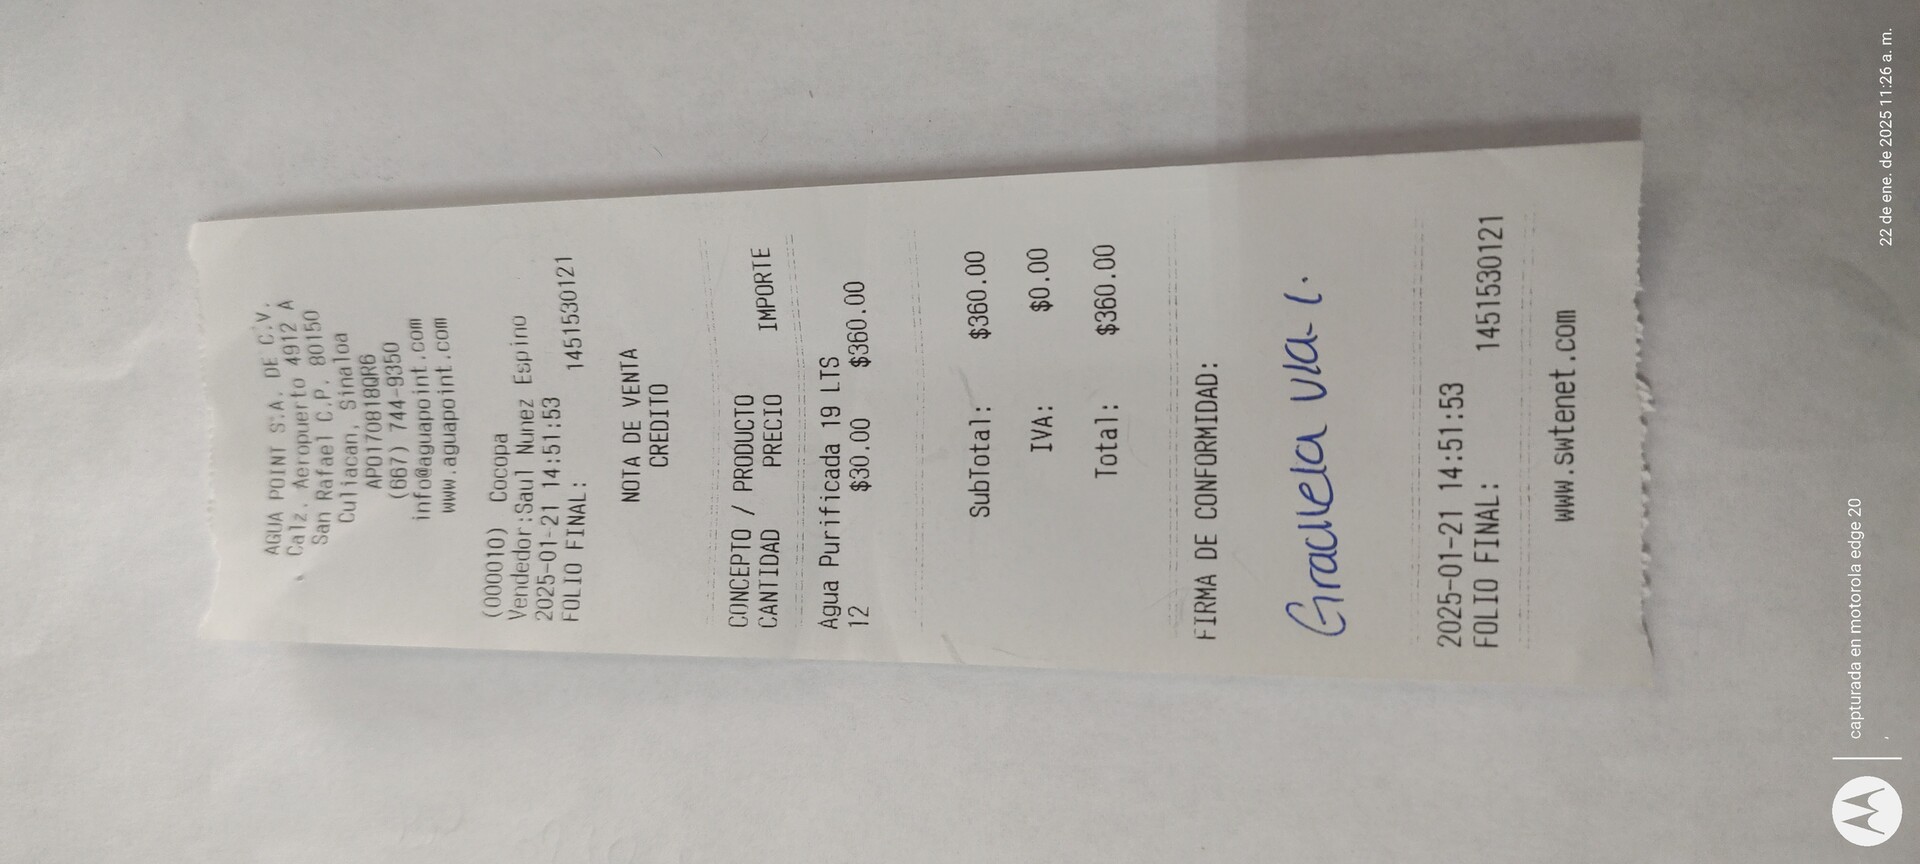 AGUA POINT S.A. DE C.V.
Calz. Aeropuerto 4912 A
San Rafael C.P. 80150
Culiacan, Sinaloa
APO170818QR6
(667) 744-9350
info@aguapoint.com
www.aguapoint.com
(000010) Cocopa
Vendedor:Saul Nunez Espino
2025-01-21 14:51:53
FOLIO FINAL: 1451530121
NOTA DE VENTA
CREDITO
CONCEPTO / PRODUCTO
CANTIDAD PRECIO IMPORTE
Agua Purificada 19 LTS
12 $30.00 $360.00
SubTotal: $360.00
IVA: $0.00
Total: $360.00
FIRMA DE CONFORMIDAD:
Graciela
2025-01-21 14:51:53
FOLIO FINAL: 1451530121
www.swtenet.com
capturada en motorola edge 20
22 de ene. de 2025 11:26 a. m.